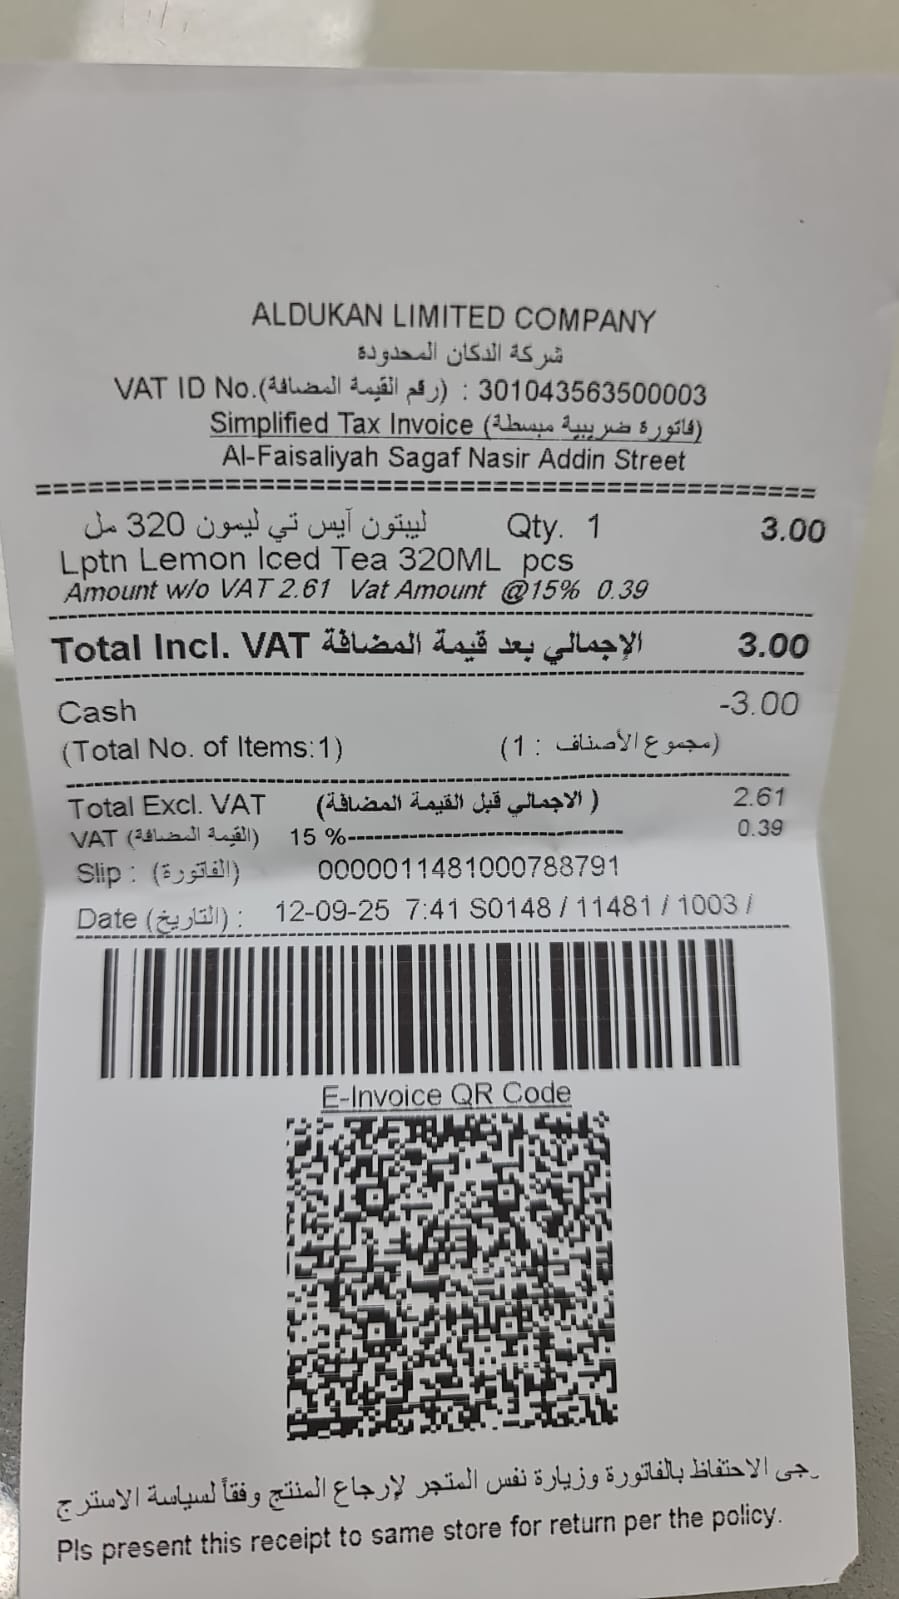 ALDUKAN LIMITED COMPANY
شركة الدكان المحدودة
VAT ID No.(رقم القيمة المضافة) : 301043563500003
Simplified Tax Invoice (فاتورة ضريبية مبسطة)
Al-Faisaliyah Sagaf Nasir Addin Street
ليبتون آيس تي ليمون 320 مل Qty. 1 3.00
Lptn Lemon Iced Tea 320ML pcs
Amount w/o VAT 2.61 Vat Amount @15% 0.39
Total Incl. VAT الإجمالي بعد قيمة المضافة 3.00
Cash -3.00
(Total No. of Items:1) (مجموع الأصناف : 1)
Total Excl. VAT (الاجمالي قبل القيمة المضافة ) 2.61
VAT (القيمة المضافة) 15 %------------------------------ 0.39
Slip : (الفاتورة) 0000011481000788791
Date (التاريخ) : 12-09-25 7:41 S0148 / 11481 / 1003 /
E-Invoice QR Code
جى الاحتفاظ بالفاتورة وزيارة نفس المتجر لإرجاع المنتج وفقاً لسياسة الاسترج
Pls present this receipt to same store for return per the policy.